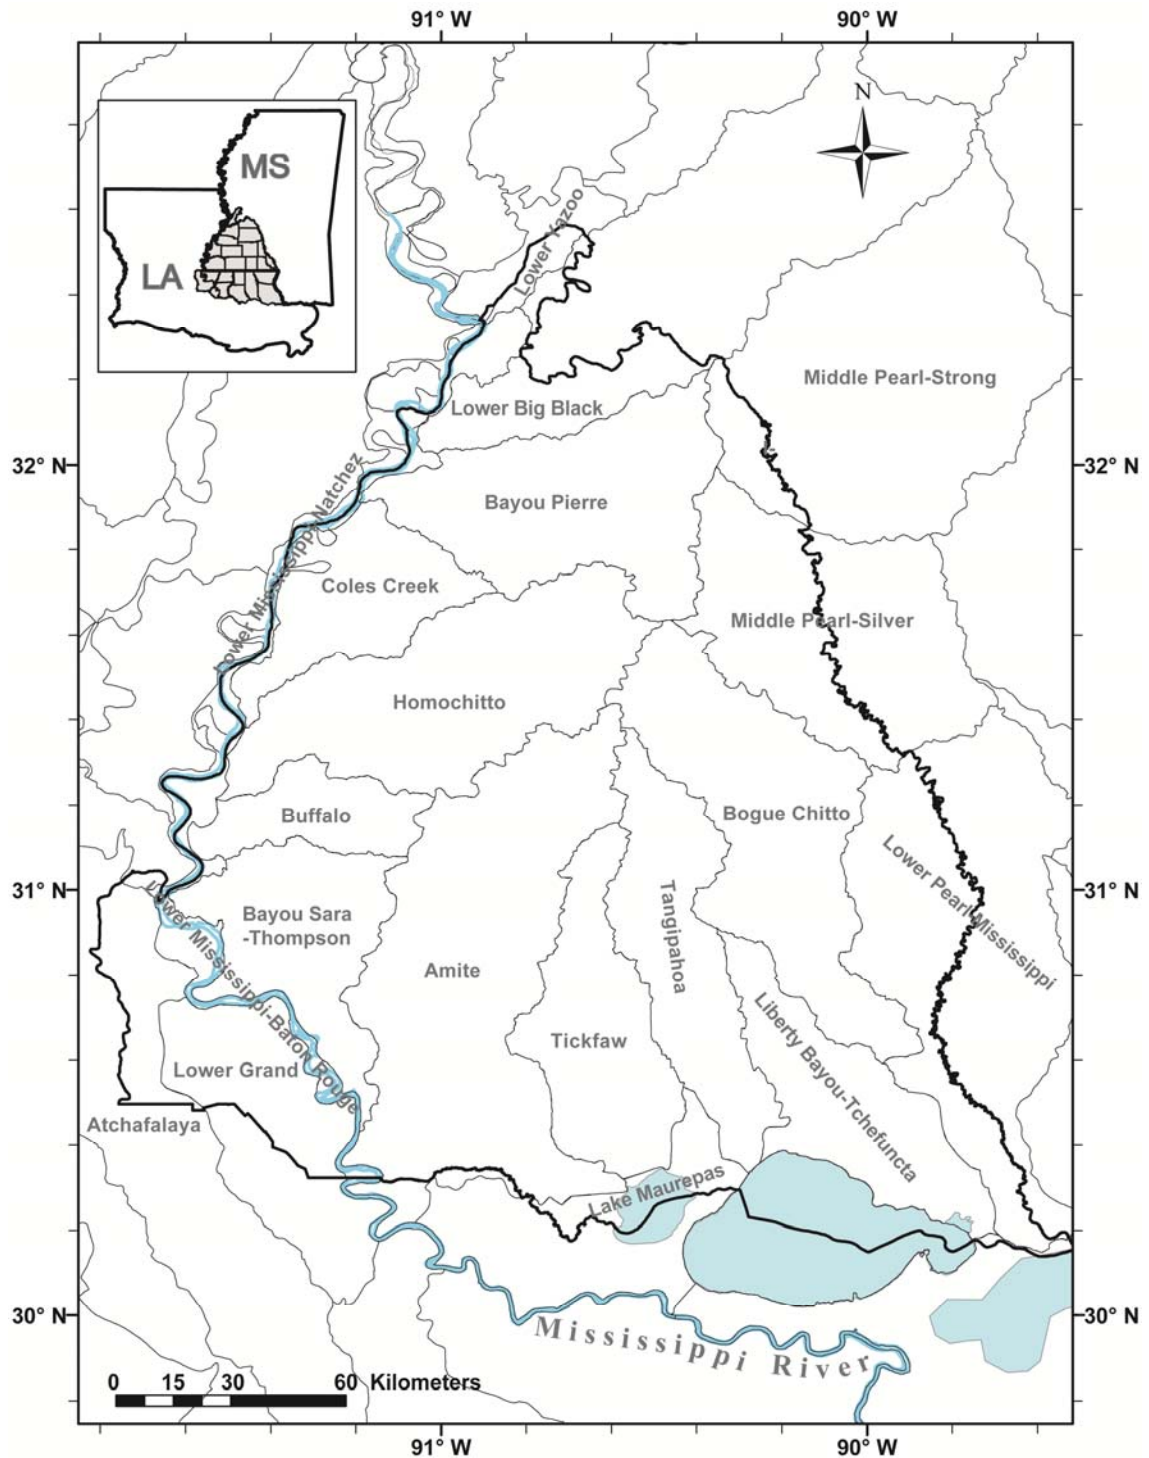 91° W
90° W
N
MS
LA
Lower Yazoo
Middle Pearl-Strong
Lower Big Black
32° N
32° N
Lower Mississippi-Natchez
Bayou Pierre
Coles Creek
Middle Pearl-Silver
Homochitto
Buffalo
Bogue Chitto
Lower Pearl-Mississippi
31° N
31° N
Lower Mississippi-Baton Rouge
Bayou Sara
-Thompson
Tangipahoa
Amite
Liberty Bayou-Tchefuncta
Tickfaw
Lower Grand
Atchafalaya
Lake Maurepas
30° N
30° N
Mississippi River
0 15 30 60 Kilometers
91° W
90° W